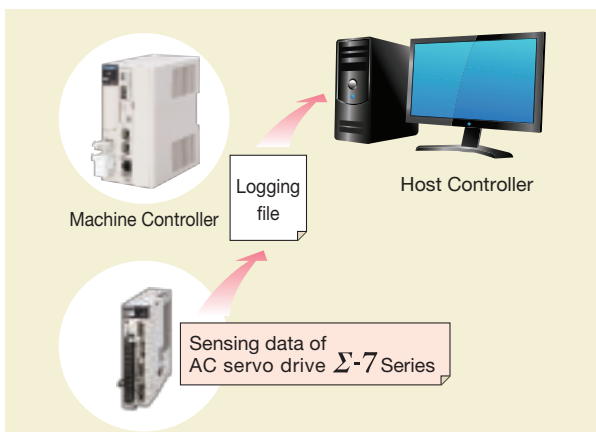 Machine Controller
Logging
file
Host Controller
Sensing data of
AC servo drive Σ-7 Series